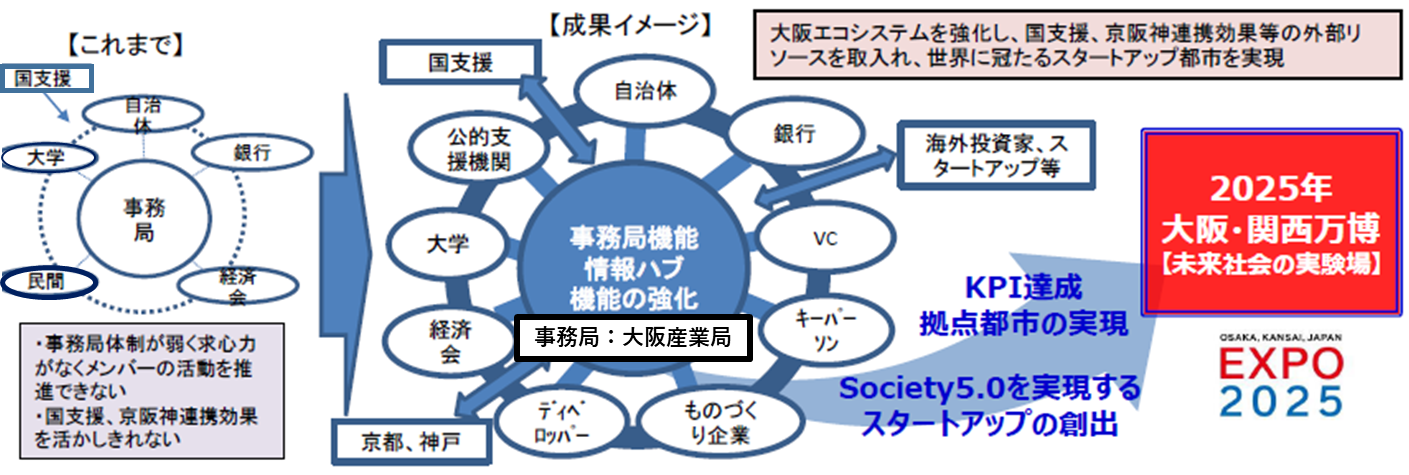 【これまで】
国支援
自治
体
大学
銀行
事務
局
民間
経済
会
・事務局体制が弱く求心力
がなくメンバーの活動を推
進できない
・国支援、京阪神連携効果
を活かしきれない
【成果イメージ】
大阪エコシステムを強化し、国支援、京阪神連携効果等の外部リ
ソースを取入れ、世界に冠たるスタートアップ都市を実現
国支援
自治体
公的支
援機関
銀行
海外投資家、ス
タートアップ等
大学
VC
事務局機能
情報ハブ
機能の強化
事務局：大阪産業局
経済
会
ｷｰﾊﾟｰ
ｿﾝ
ﾃﾞｨﾍﾞ
ﾛｯﾊﾟｰ
ものづく
り企業
京都、神戸
KPI達成
拠点都市の実現
Society5.0を実現する
スタートアップの創出
2025年
大阪・関西万博
【未来社会の実験場】
OSAKA, KANSAI, JAPAN
EXPO
2025